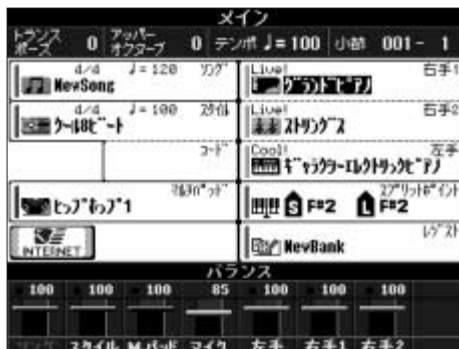 メイン
トランスポーズ 0 アッパーオクターブ 0 テンポ ♩=100 小節 001- 1
4/4 ♩=120 ソング
NewSong
Live! 右手1
グランドピアノ
4/4 ♩=100 スタイル
クール8ビート
Live! 右手2
ストリングス
コード
Cool! 左手
ギャラクシーエレクトリックピアノ
マルチパッド
ヒップホップ1
スプリットポイント
S F#2 L F#2
INTERNET
レジスト
NewBank
バランス
100 100 100 85 100 100 100
ソング スタイル M.パッド マイク 左手 右手1 右手2